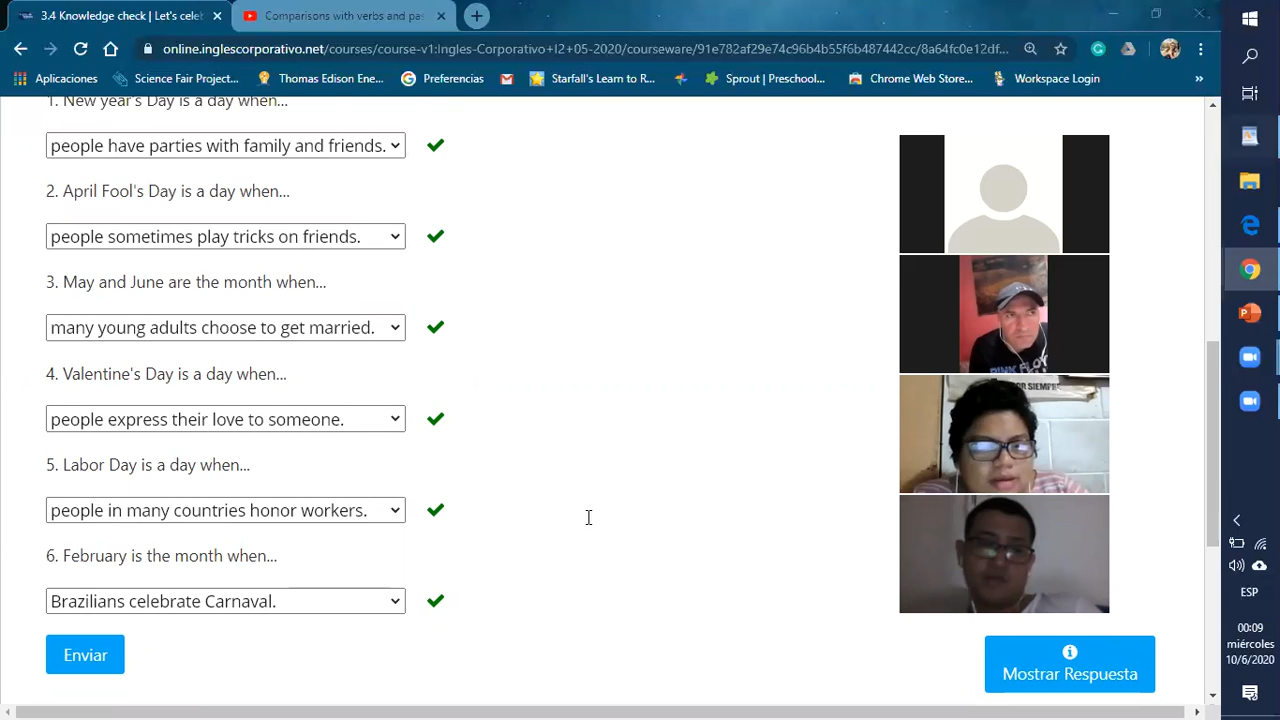 3.4 Knowledge check | Let's cele
Comparisons with verbs and pa
online.inglescorporativo.net/courses/course-v1:Ingles-Corporativo+I2+05-2020/courseware/91e782af29e74c96b4b55f6b487442cc/8a64fc0e12df...
Aplicaciones
Science Fair Project...
Thomas Edison Ene...
Preferencias
Starfall's Learn to R...
Sprout | Preschool...
Chrome Web Store...
Workspace Login
»
1. New year's Day is a day when...
people have parties with family and friends.
2. April Fool's Day is a day when...
people sometimes play tricks on friends.
3. May and June are the month when...
many young adults choose to get married.
4. Valentine's Day is a day when...
people express their love to someone.
5. Labor Day is a day when...
people in many countries honor workers.
6. February is the month when...
Brazilians celebrate Carnaval.
Enviar
Mostrar Respuesta
PINK FLOY
OR SIEMPRE
ESP
00:09
miércoles
10/6/2020